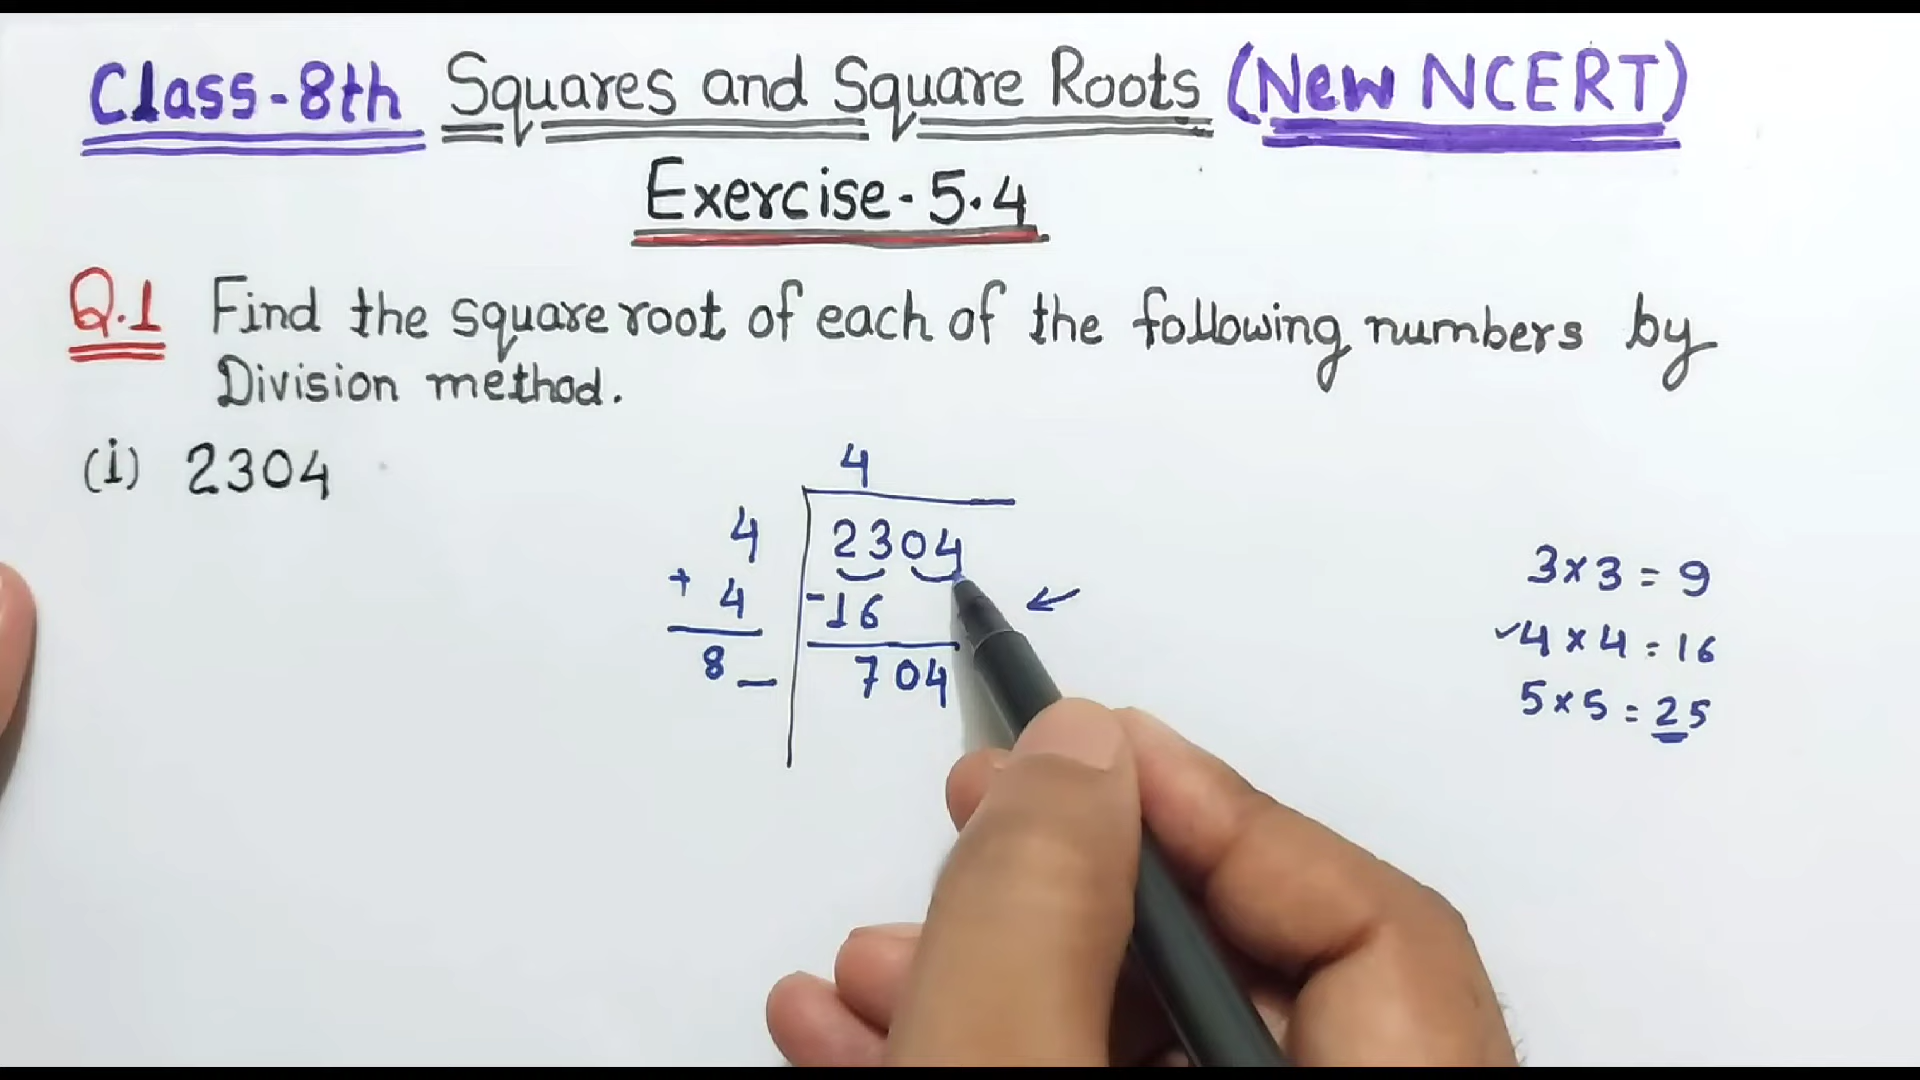 Class-8th Squares and Square Roots (New NCERT)
Exercise-5.4
Q.1 Find the square root of each of the following numbers by
Division method.
(i) 2304
4
4 2304
+ 4 -16
8_ 704
3×3=9
✓4×4=16
5×5=25